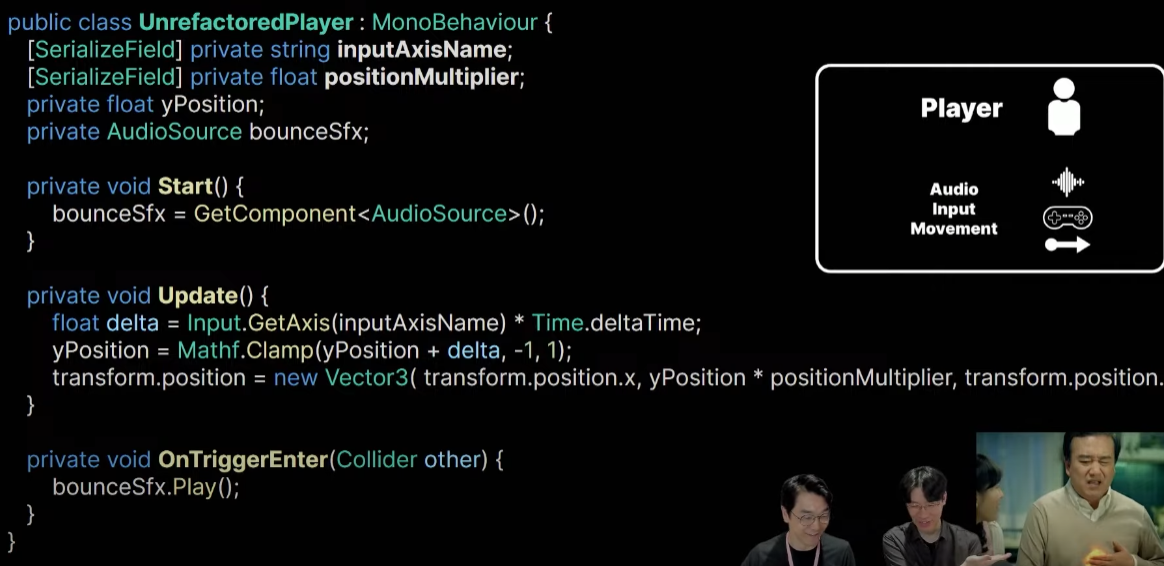 public class UnrefactoredPlayer : MonoBehaviour {
[SerializeField] private string inputAxisName;
[SerializeField] private float positionMultiplier;
private float yPosition;
private AudioSource bounceSfx;
private void Start() {
bounceSfx = GetComponent<AudioSource>();
}
private void Update() {
float delta = Input.GetAxis(inputAxisName) * Time.deltaTime;
yPosition = Mathf.Clamp(yPosition + delta, -1, 1);
transform.position = new Vector3( transform.position.x, yPosition * positionMultiplier, transform.position.
}
private void OnTriggerEnter(Collider other) {
bounceSfx.Play();
}
}
Player
Audio
Input
Movement